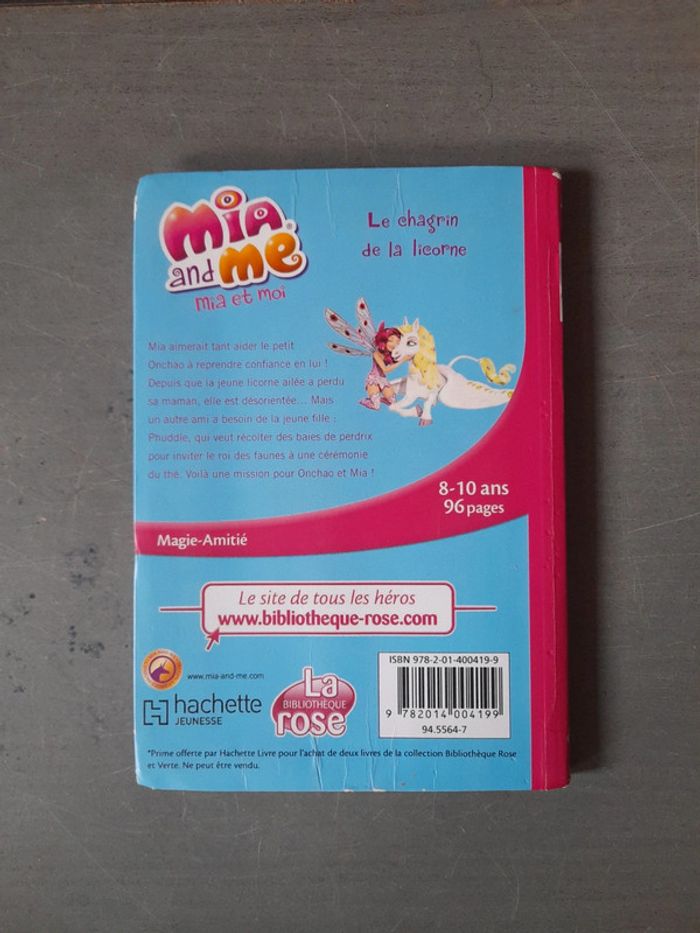 mia
and me
mia et moi
Le chagrin
de la licorne
Mia aimerait tant aider le petit
Onchao à reprendre confiance en lui !
Depuis que la jeune licorne ailée a perdu
sa maman, elle est désorientée... Mais
un autre ami a besoin de la jeune fille :
Phuddle, qui veut récolter des baies de perdrix
pour inviter le roi des faunes à une cérémonie
du thé. Voilà une mission pour Onchao et Mia !
8-10 ans
96 pages
Magie-Amitié
Le site de tous les héros
www.bibliotheque-rose.com
www.mia-and-me.com
hachette
JEUNESSE
La
BIBLIOTHÈQUE
rose
ISBN 978-2-01-400419-9
9 782014 004199
94.5564-7
*Prime offerte par Hachette Livre pour l'achat de deux livres de la collection Bibliothèque Rose
et Verte. Ne peut être vendu.